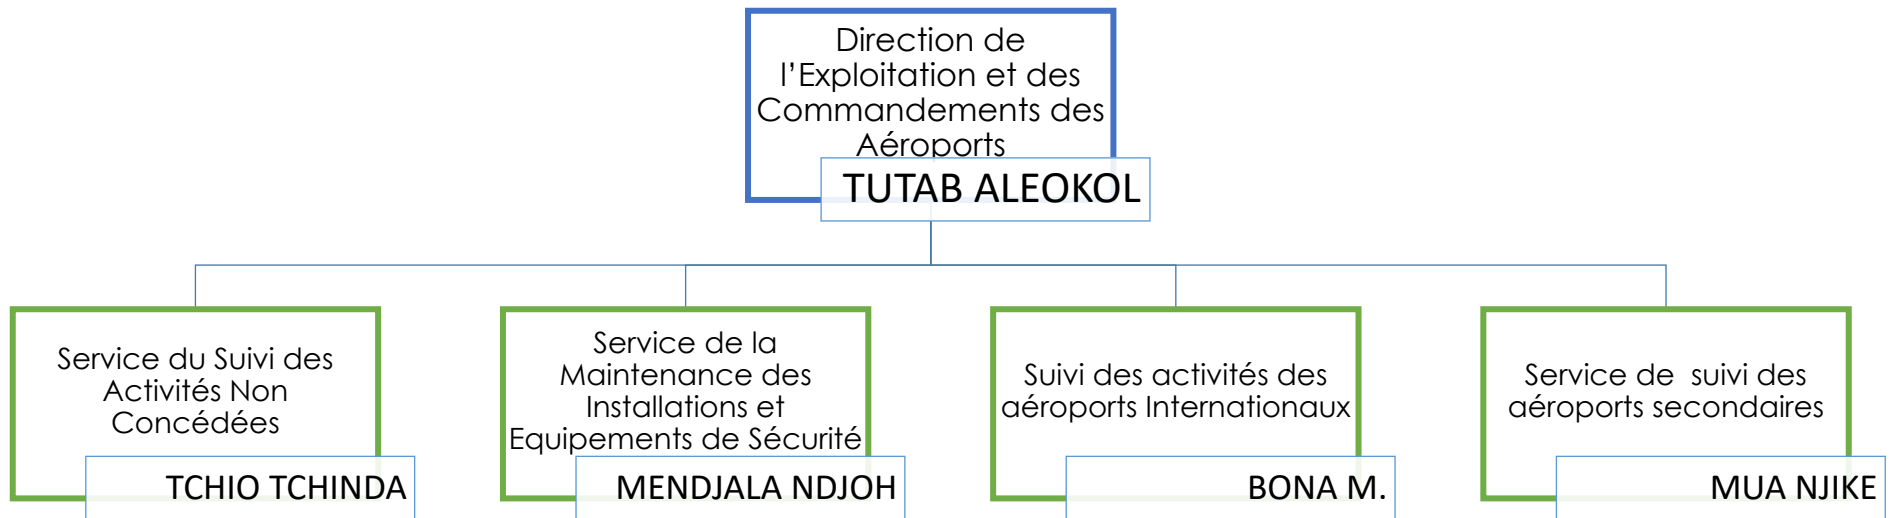 Direction de
l'Exploitation et des
Commandements des
Aéroports
TUTAB ALEOKOL
Service du Suivi des
Activités Non
Concédées
TCHIO TCHINDA
Service de la
Maintenance des
Installations et
Equipements de Sécurité
MENDJALA NDJOH
Suivi des activités des
aéroports Internationaux
BONA M.
Service de  suivi des
aéroports secondaires
MUA NJIKE